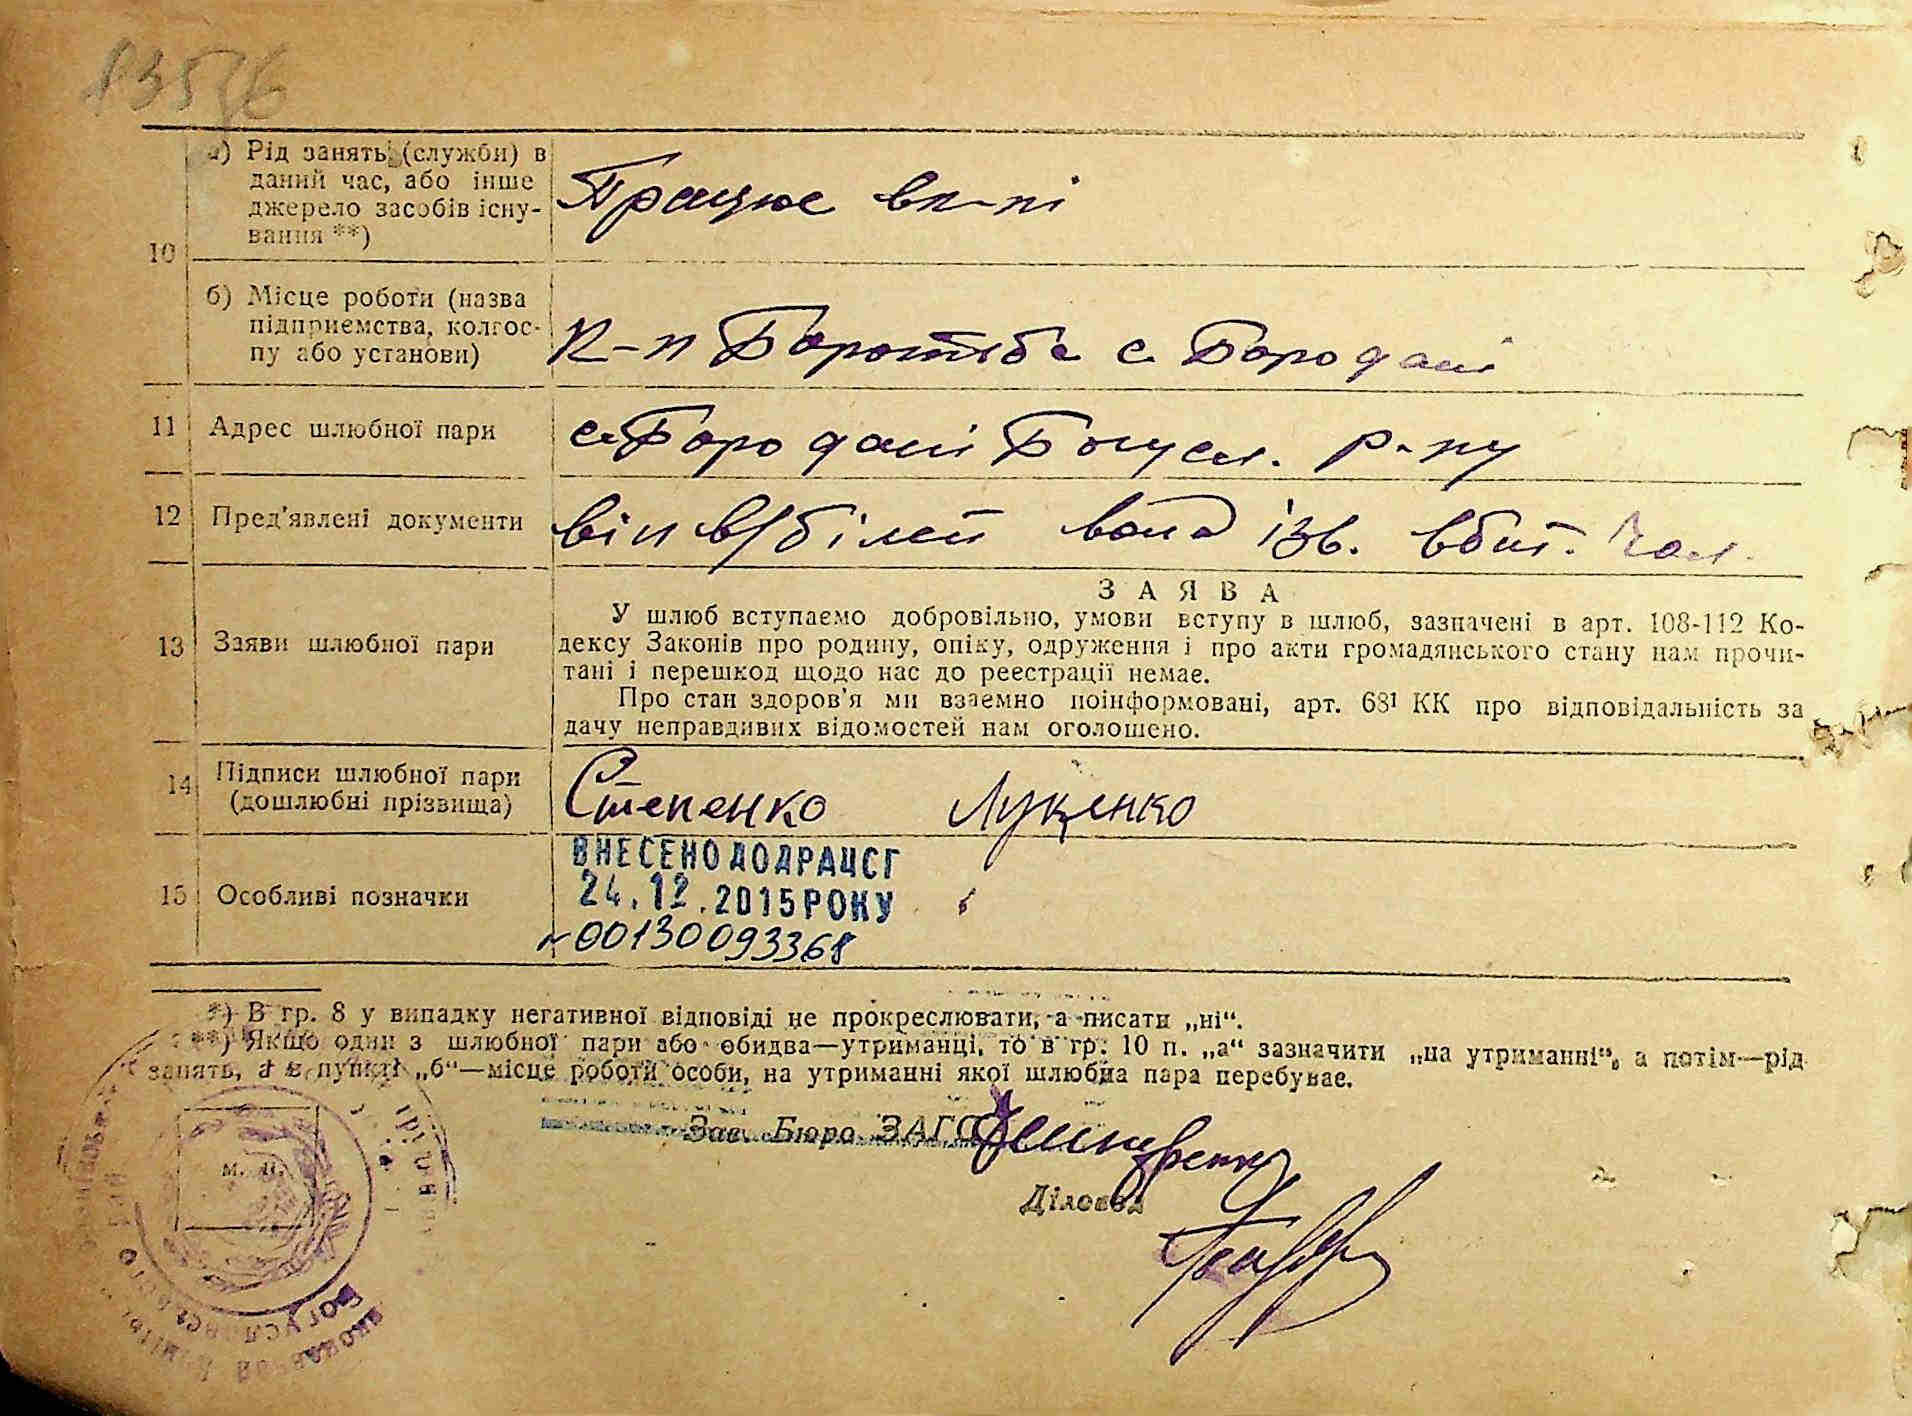 а) Рід занять (служби) в
даний час, або інше
джерело засобів існу-
вання **)
Працює в к-пі
10
б) Місце роботи (назва
підприємства, колгос-
пу або установи)
К-п Боротьба с. Бородані
11 Адрес шлюбної пари
с. Бородані Богусл. р-ну
12 Пред'явлені документи
він в/білет вона ізв. вбит. чол.
ЗАЯВА
13 Заяви шлюбної пари
У шлюб вступаємо добровільно, умови вступу в шлюб, зазначені в арт. 108-112 Ко-
дексу Законів про родину, опіку, одруження і про акти громадянського стану нам прочи-
тані і перешкод щодо нас до реестрації немає.
Про стан здоров'я ми взаємно поінформовані, арт. 68¹ КК про відповідальність за
дачу неправдивих відомостей нам оголошено.
14 Підписи шлюбної пари
(дошлюбні прізвища)
Степенко Луценко
15 Особливі позначки
ВНЕСЕНО ДО ДРАЦСГ
24.12.2015 РОКУ
№ 00130093368
*) В гр. 8 у випадку негативної відповіді не прокреслювати, а писати „ні“.
**) Якщо один з шлюбної пари або обидва—утриманці, то в гр. 10 п. „а“ зазначити „на утриманні“, а потім—рід
занять, а в пункті „б“—місце роботи особи, на утриманні якої шлюбна пара перебуває.
Зав. Бюро ЗАГС
Діловод
м. п.